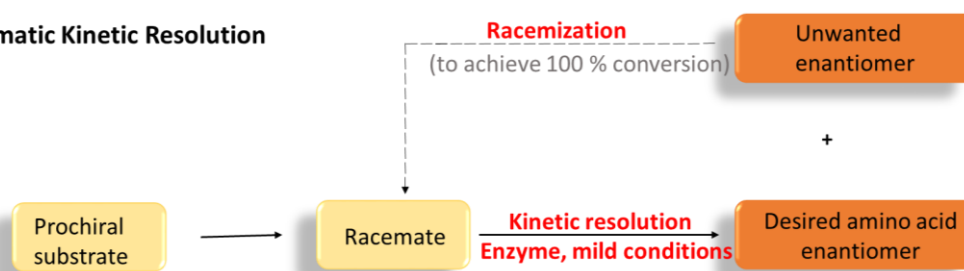 matic Kinetic Resolution
Racemization
(to achieve 100 % conversion)
Unwanted
enantiomer
+
Prochiral
substrate
Racemate
Kinetic resolution
Enzyme, mild conditions
Desired amino acid
enantiomer